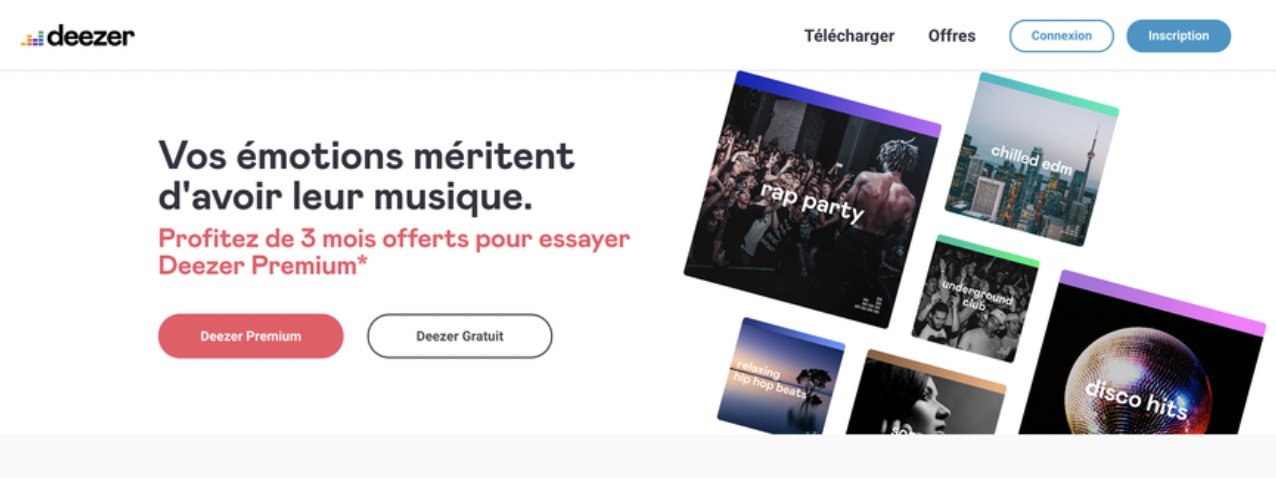 deezer
Télécharger
Offres
Connexion
Inscription
Vos émotions méritent
d'avoir leur musique.
Profitez de 3 mois offerts pour essayer
Deezer Premium*
Deezer Premium
Deezer Gratuit
rap party
chilled edm
underground
club
relaxing
hip hop beats
disco hits